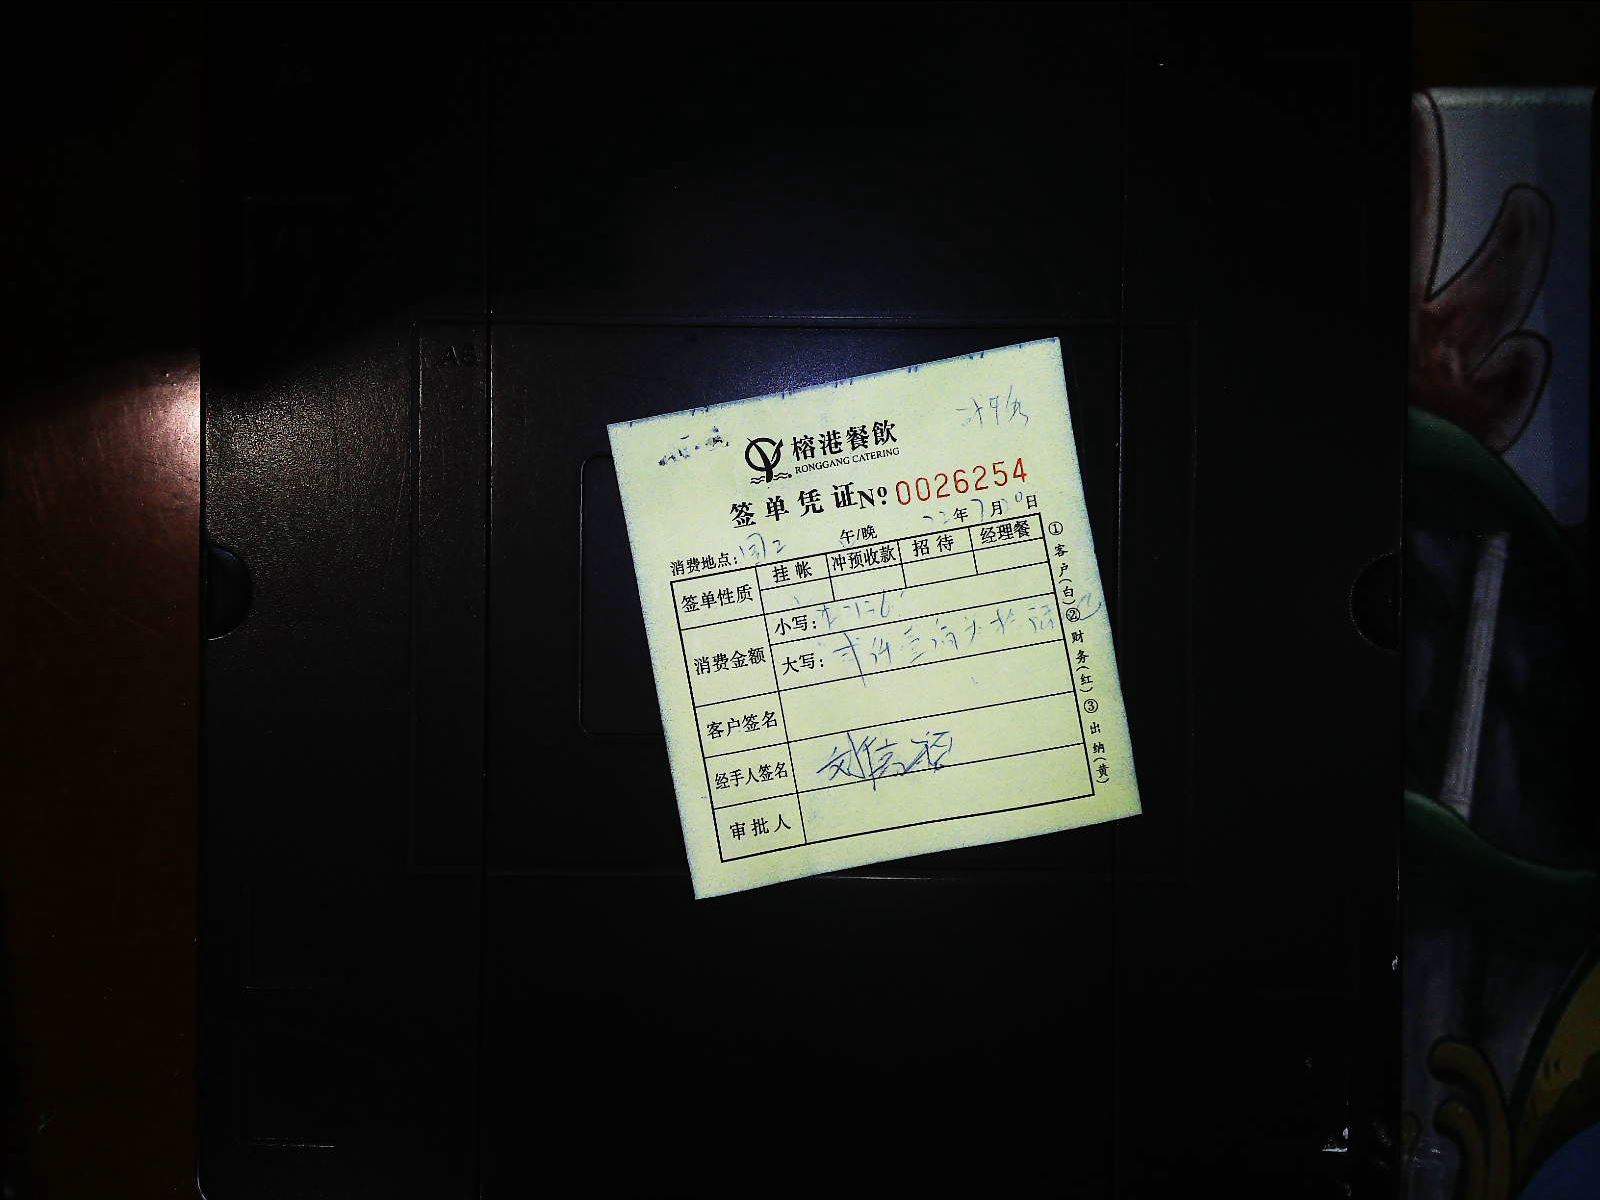 榕港餐飲
RONGGANG CATERING
签单凭证 Nº 0026254
年7月 日
消费地点： 午/晚
签单性质 挂帐 冲预收款 招待 经理餐
消费金额 小写：
大写：
客户签名
经手人签名
审批人
①客户(白)②财务(红)③出纳(黄)